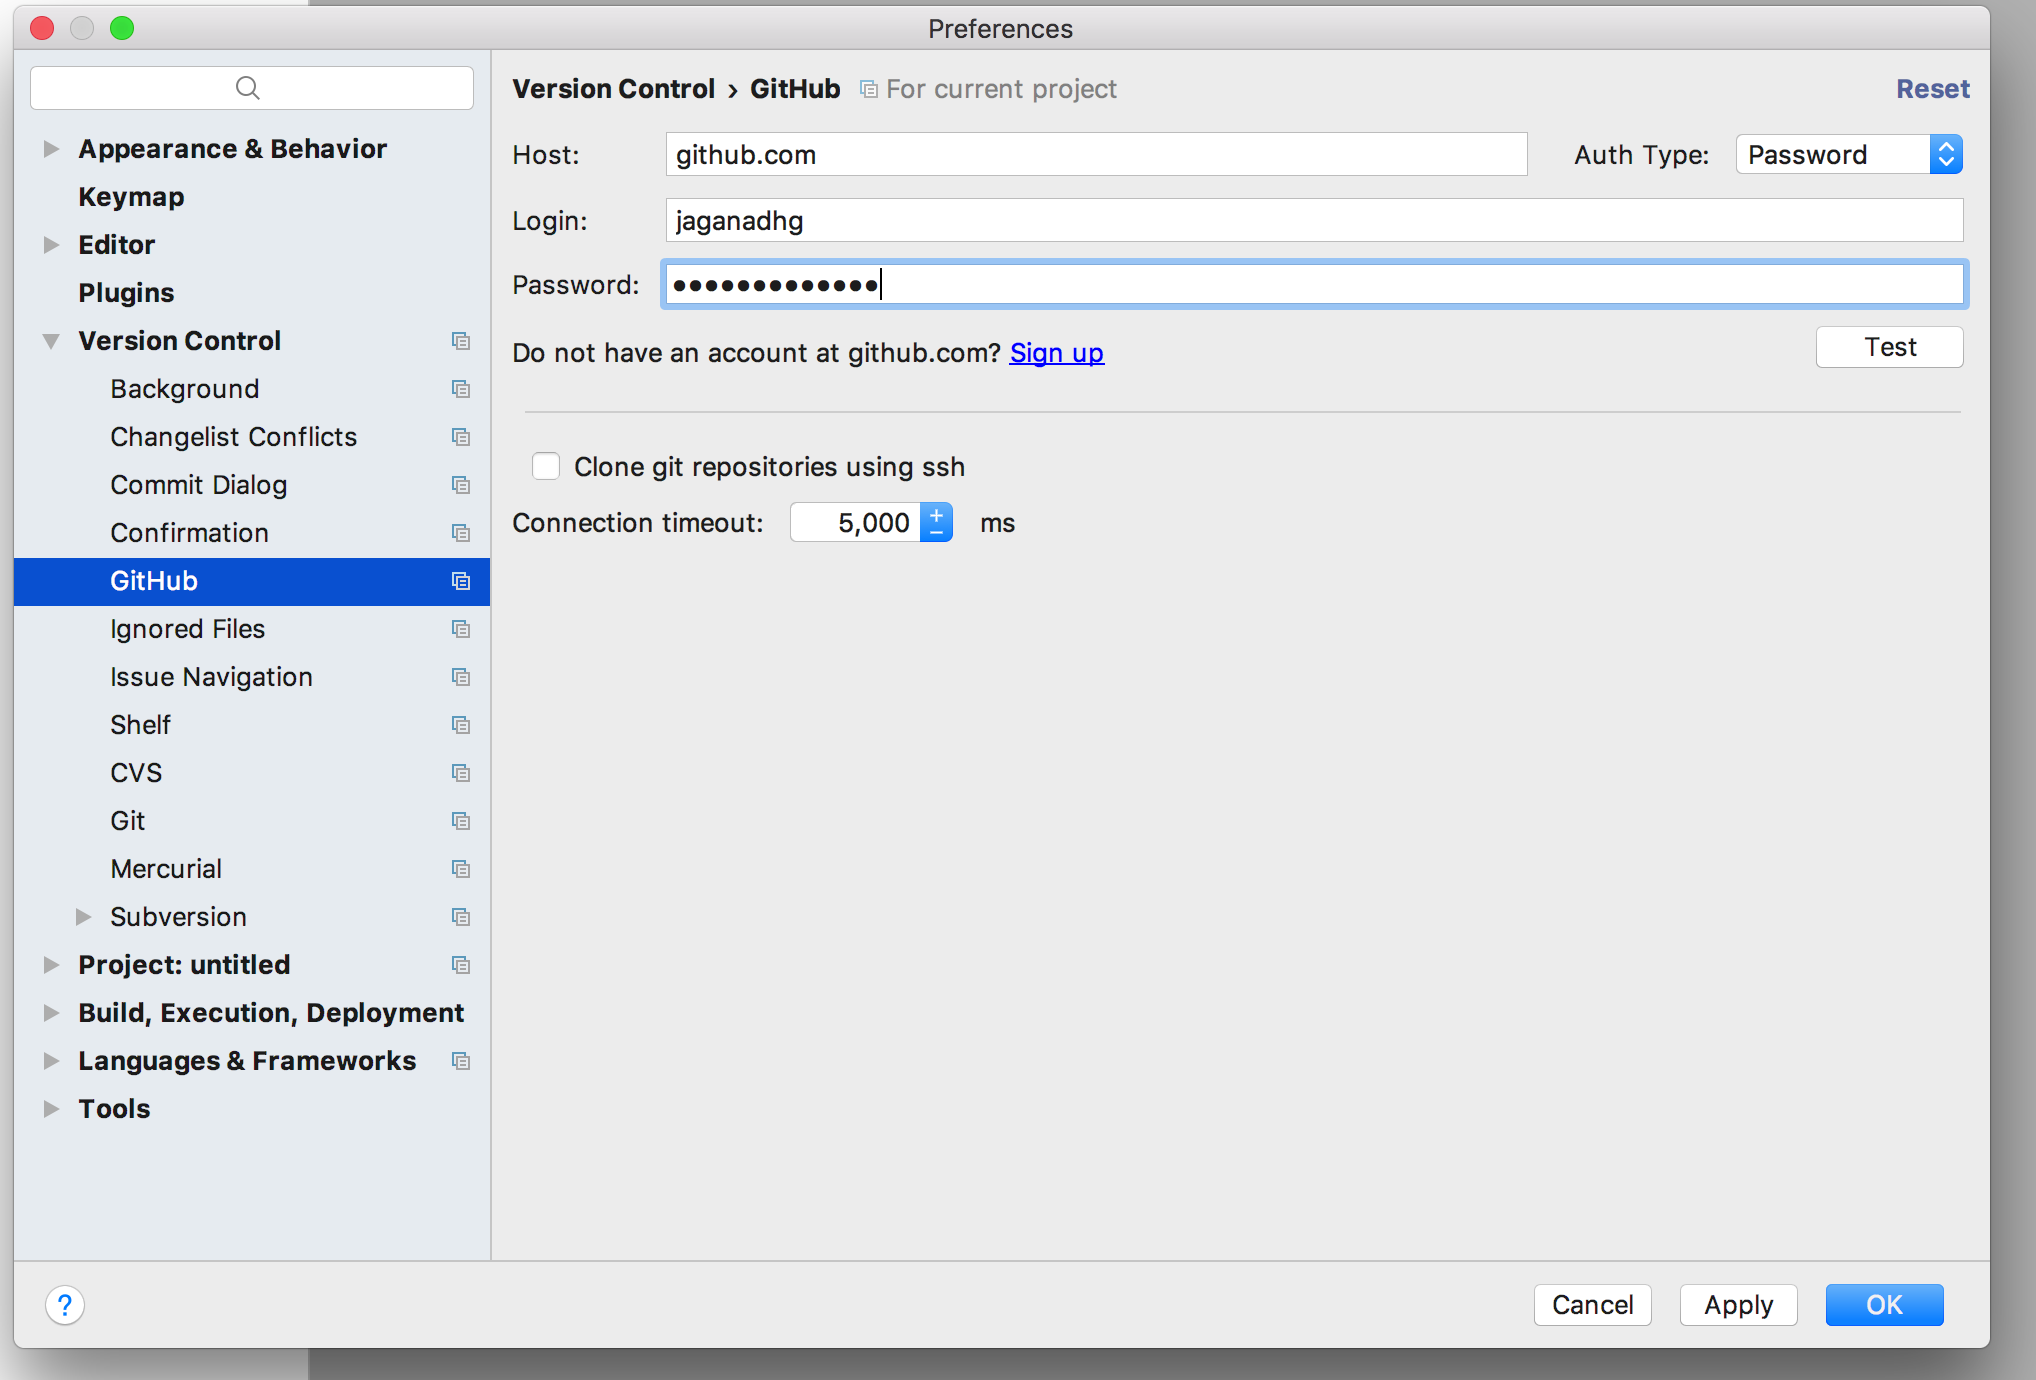 Preferences
Appearance & Behavior
Keymap
Editor
Plugins
Version Control
Background
Changelist Conflicts
Commit Dialog
Confirmation
GitHub
Ignored Files
Issue Navigation
Shelf
CVS
Git
Mercurial
Subversion
Project: untitled
Build, Execution, Deployment
Languages & Frameworks
Tools
Version Control › GitHub For current project Reset
Host: github.com Auth Type: Password
Login: jaganadhg
Password: •••••••••••••
Do not have an account at github.com? Sign up Test
Clone git repositories using ssh
Connection timeout: 5,000 ms
? Cancel Apply OK